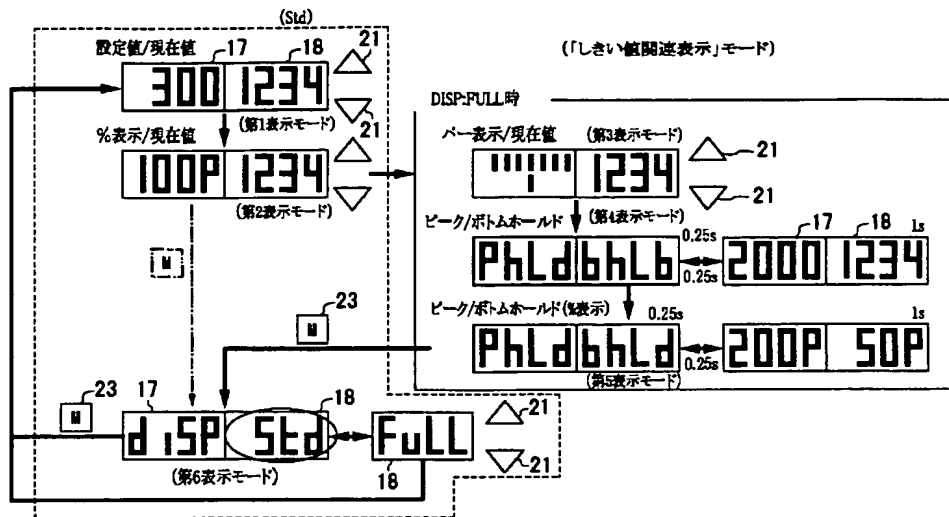 (Std)
設定値/現在値 17 18 21
300 1234
(第1表示モード) 21
%表示/現在値
100P 1234
(第2表示モード)
M
(「しきい値関連表示」モード)
DISP:FULL時
バー表示/現在値 (第3表示モード) 21
1234
21
ピーク/ボトムホールド (第4表示モード) 17 18 1s
0.25s
PhLd bhLb 2000 1234
0.25s
ピーク/ボトムホールド(%表示) 0.25s 1s
PhLd bhLd 200P 50P
0.25s
(第5表示モード)
23
M
23
M
17 18 21
diSP Std FuLL
(第6表示モード) 18 21